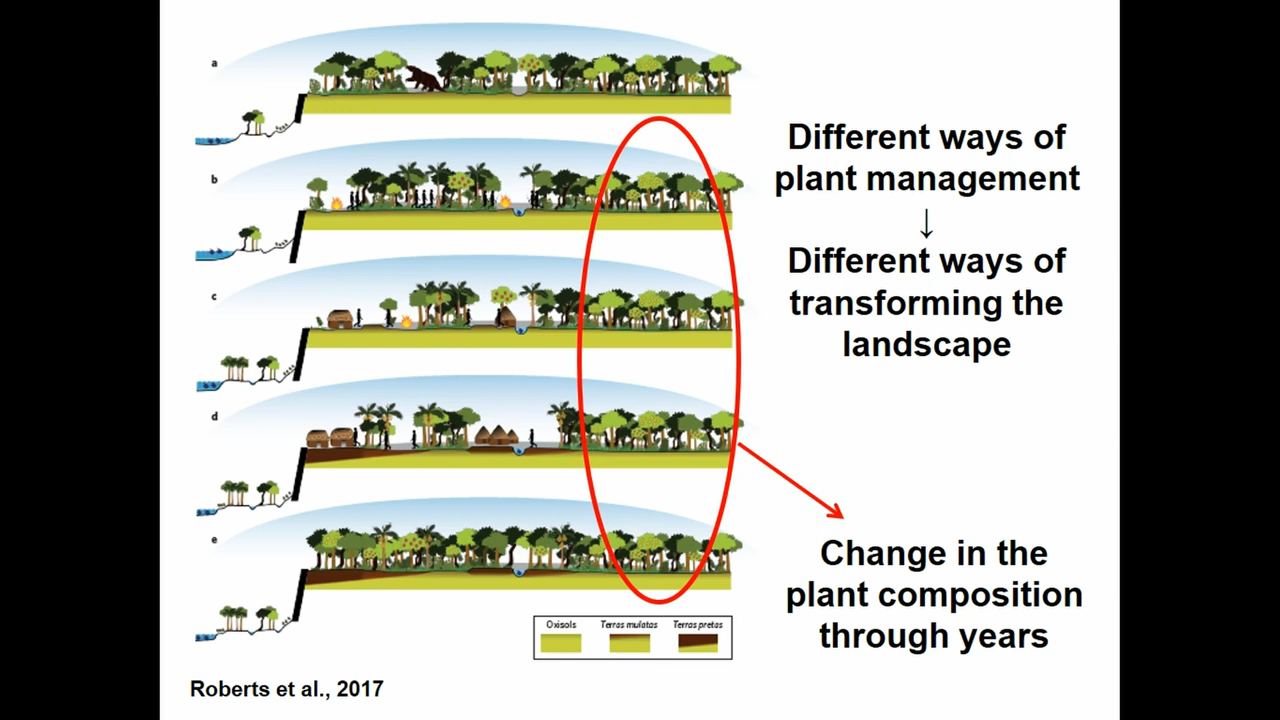 a
b
c
d
e
Different ways of
plant management
↓
Different ways of
transforming the
landscape
Change in the
plant composition
through years
Oxisols Terras mulatas Terras pretas
Roberts et al., 2017